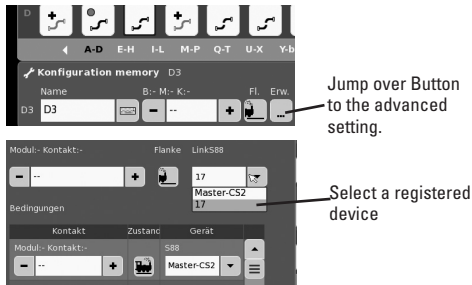 D
A-D E-H I-L M-P Q-T U-X Y-b
Konfiguration memory D3
Name B:- M:- K:- Fl. Erw.
D3 D3 - -- + ...
Jump over Button
to the advanced
setting.
Modul:- Kontakt:- Flanke LinkS88
- -- + 17
Master-CS2
17
Select a registered
device
Bedingungen
Kontakt Zustand Gerät
Modul:- Kontakt:- S88
- -- + Master-CS2